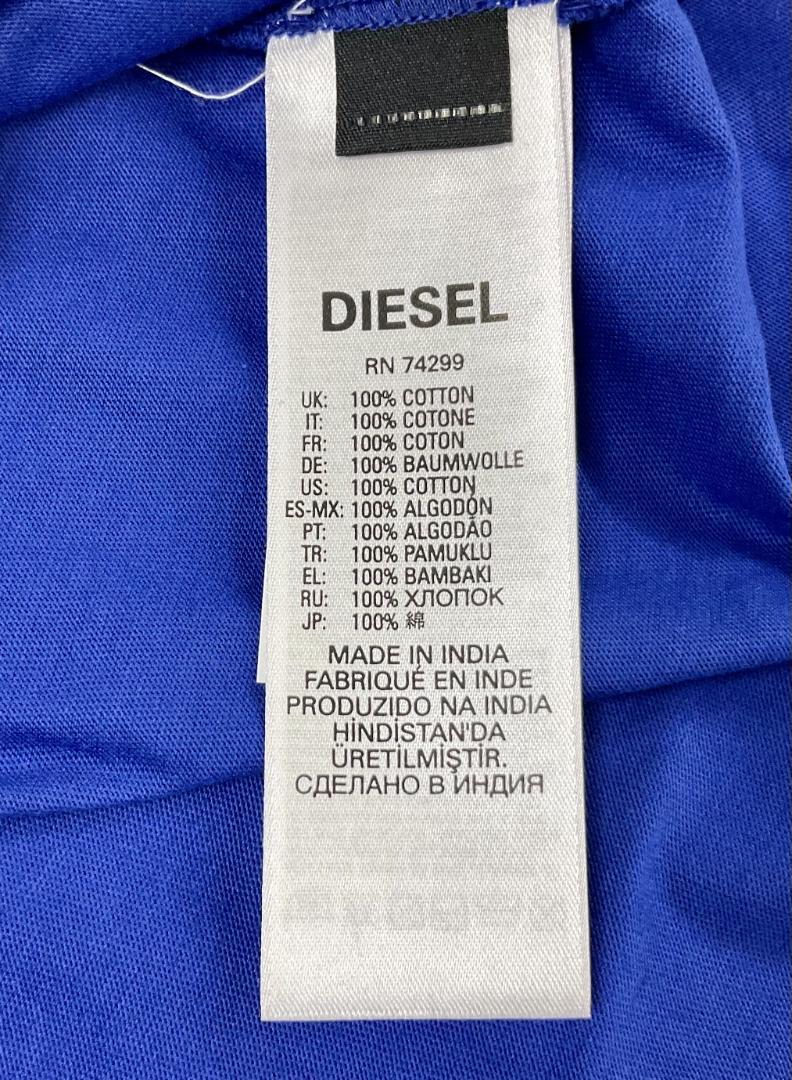 DIESEL
RN 74299
UK: 100% COTTON
IT: 100% COTONE
FR: 100% COTON
DE: 100% BAUMWOLLE
US: 100% COTTON
ES-MX: 100% ALGODÓN
PT: 100% ALGODÃO
TR: 100% PAMUKLU
EL: 100% BAMBAKI
RU: 100% ХЛОПОК
JP: 100% 綿
MADE IN INDIA
FABRIQUÉ EN INDE
PRODUZIDO NA INDIA
HİNDİSTAN'DA
ÜRETİLMİŞTİR.
СДЕЛАНО В ИНДИЯ